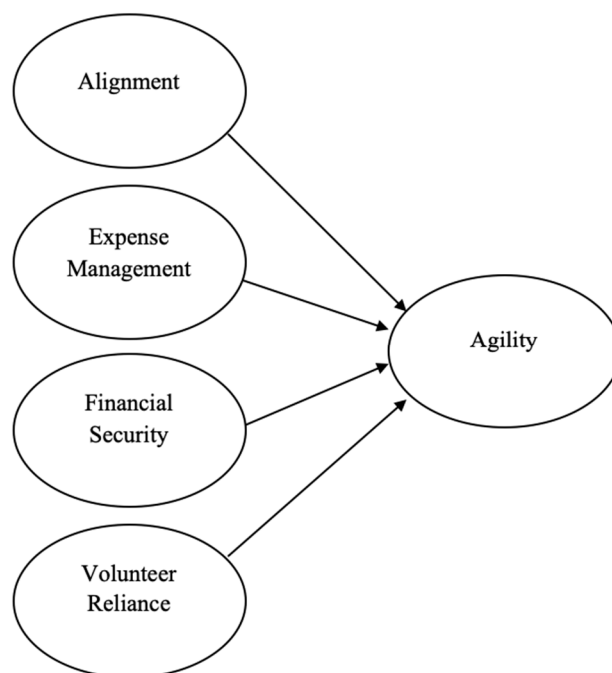 Alignment
Expense
Management
Agility
Financial
Security
Volunteer
Reliance